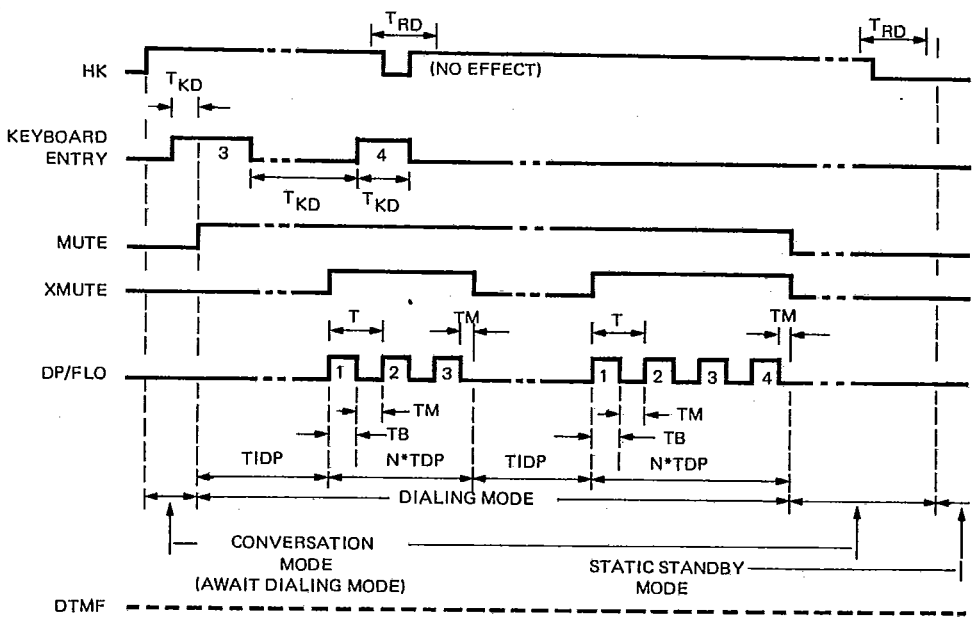 TRD
TRD
HK
(NO EFFECT)
TKD
KEYBOARD
ENTRY
3
4
TKD
TKD
MUTE
XMUTE
T
TM
T
TM
DP/FLO
1
2
3
1
2
3
4
TM
TM
TB
TB
TIDP
N*TDP
TIDP
N*TDP
DIALING MODE
CONVERSATION
MODE
(AWAIT DIALING MODE)
STATIC STANDBY
MODE
DTMF